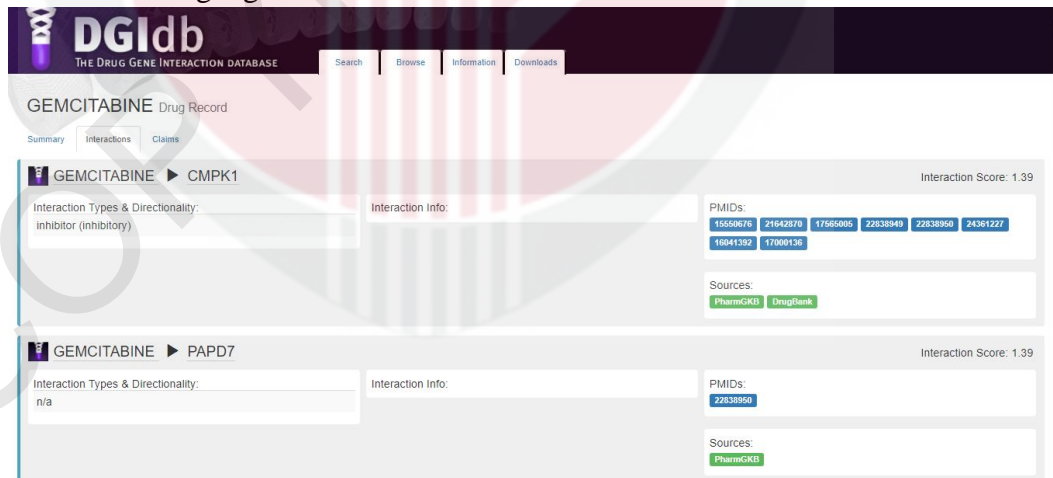 DGIdb
THE DRUG GENE INTERACTION DATABASE
Search Browse Information Downloads
GEMCITABINE Drug Record
Summary Interactions Claims
GEMCITABINE ▶ CMPK1
Interaction Score: 1.39
Interaction Types & Directionality:
inhibitor (inhibitory)
Interaction Info:
PMIDs:
15550676 21642870 17565005 22838949 22838950 24361227
16041392 17000136
Sources:
PharmGKB DrugBank
GEMCITABINE ▶ PAPD7
Interaction Score: 1.39
Interaction Types & Directionality:
n/a
Interaction Info:
PMIDs:
22838950
Sources:
PharmGKB